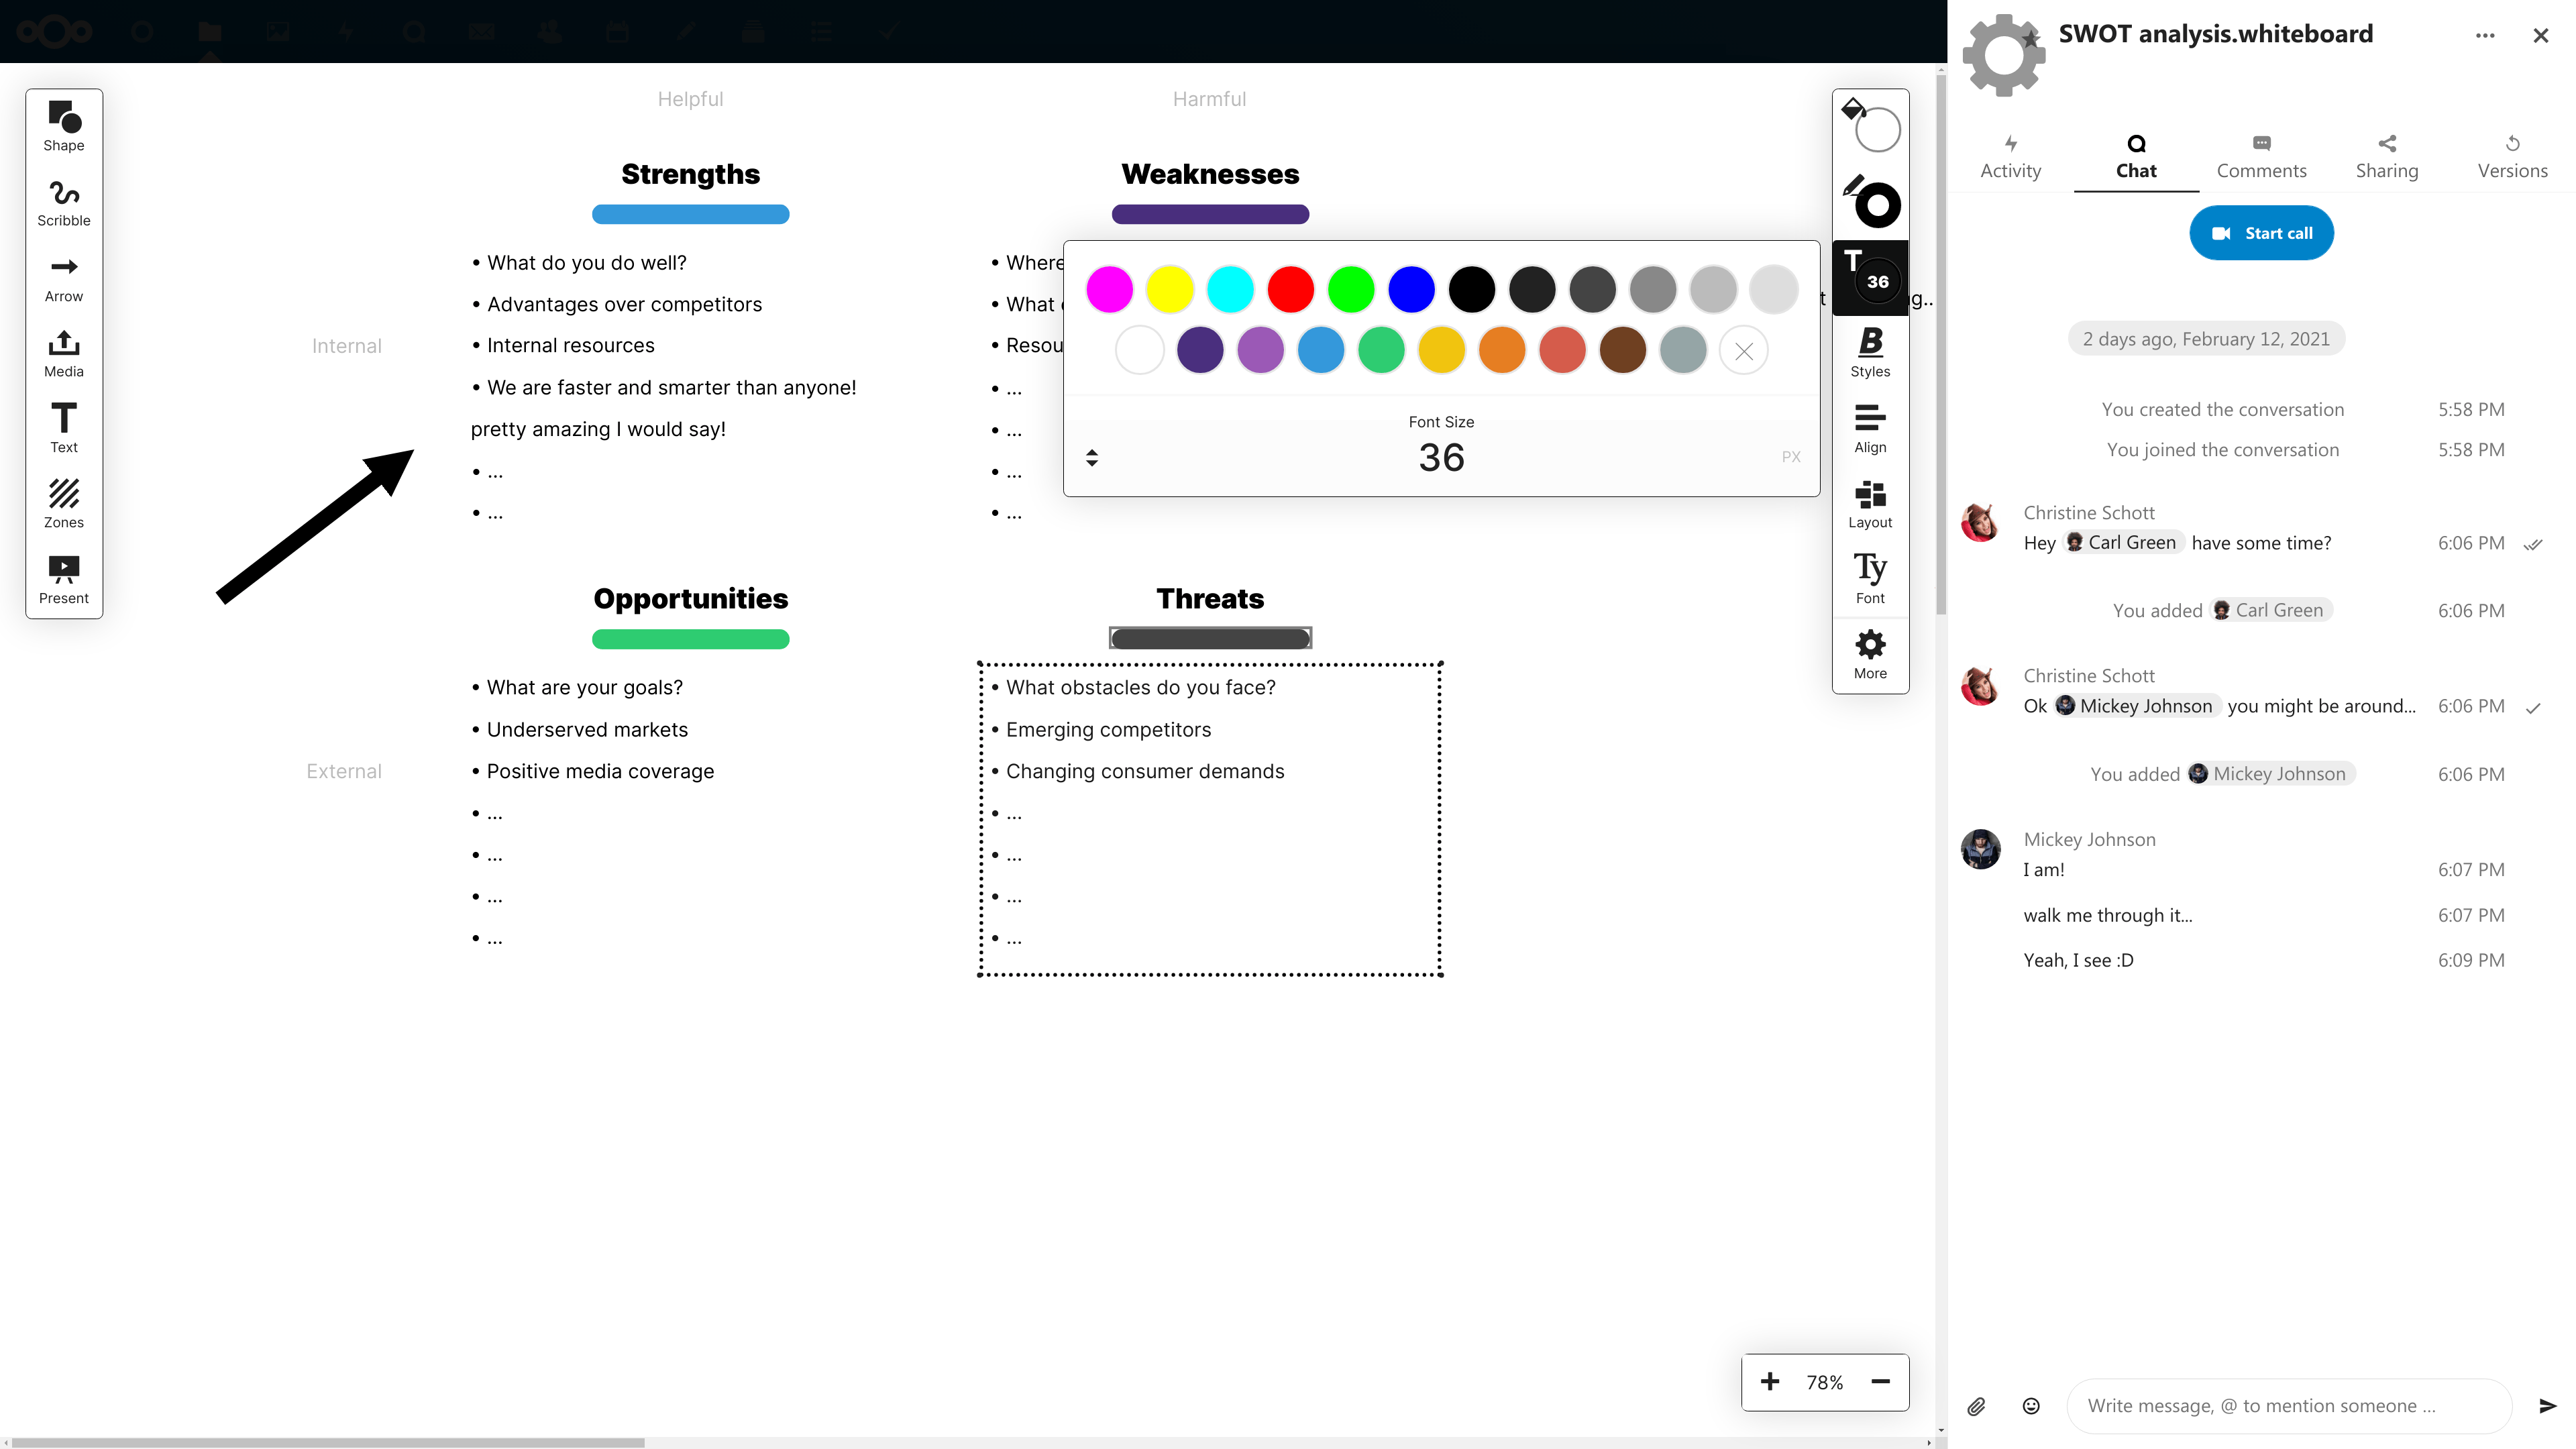 Shape
Scribble
Arrow
Media
Text
Zones
Present
Helpful
Harmful
Internal
External
Strengths
• What do you do well?
• Advantages over competitors
• Internal resources
• We are faster and smarter than anyone!
pretty amazing I would say!
• ...
• ...
Weaknesses
• Where
• What
• Resou
• ...
• ...
• ...
• ...
Opportunities
• What are your goals?
• Underserved markets
• Positive media coverage
• ...
• ...
• ...
• ...
Threats
• What obstacles do you face?
• Emerging competitors
• Changing consumer demands
• ...
• ...
• ...
• ...
Font Size
36
PX
T
36
t
g..
B
Styles
Align
Layout
Ty
Font
More
78%
SWOT analysis.whiteboard
Activity
Chat
Comments
Sharing
Versions
Start call
2 days ago, February 12, 2021
You created the conversation 5:58 PM
You joined the conversation 5:58 PM
Christine Schott
Hey Carl Green have some time? 6:06 PM
You added Carl Green 6:06 PM
Christine Schott
Ok Mickey Johnson you might be around... 6:06 PM
You added Mickey Johnson 6:06 PM
Mickey Johnson
I am! 6:07 PM
walk me through it... 6:07 PM
Yeah, I see :D 6:09 PM
Write message, @ to mention someone ...